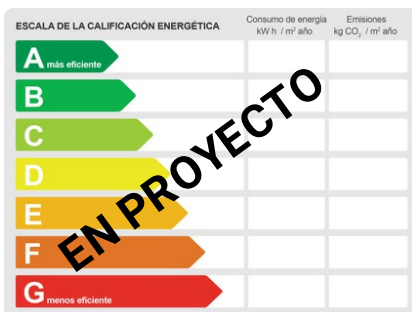 ESCALA DE LA CALIFICACIÓN ENERGÉTICA
Consumo de energía
kW h / m² año
Emisiones
kg CO₂ / m² año
A más eficiente
B
C
D
E
F
G menos eficiente
EN PROYECTO